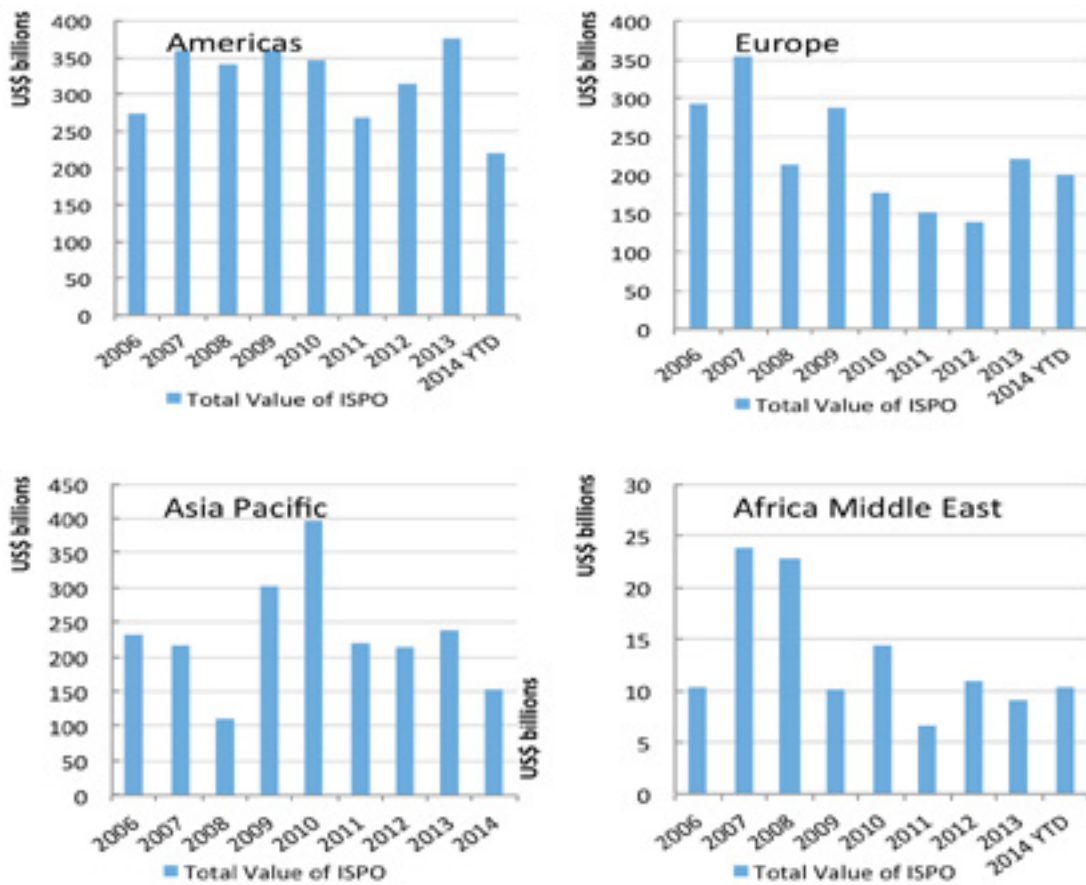 Americas
US$ billions
400
350
300
250
200
150
100
50
0
2006 2007 2008 2009 2010 2011 2012 2013 2014 YTD
Total Value of ISPO
Europe
US$ billions
400
350
300
250
200
150
100
50
0
2006 2007 2008 2009 2010 2011 2012 2013 2014 YTD
Total Value of ISPO
Asia Pacific
US$ billions
450
400
350
300
250
200
150
100
50
0
2006 2007 2008 2009 2010 2011 2012 2013 2014
Total Value of ISPO
US$ billions
Africa Middle East
US$ billions
30
25
20
15
10
5
0
2006 2007 2008 2009 2010 2011 2012 2013 2014 YTD
Total Value of ISPO